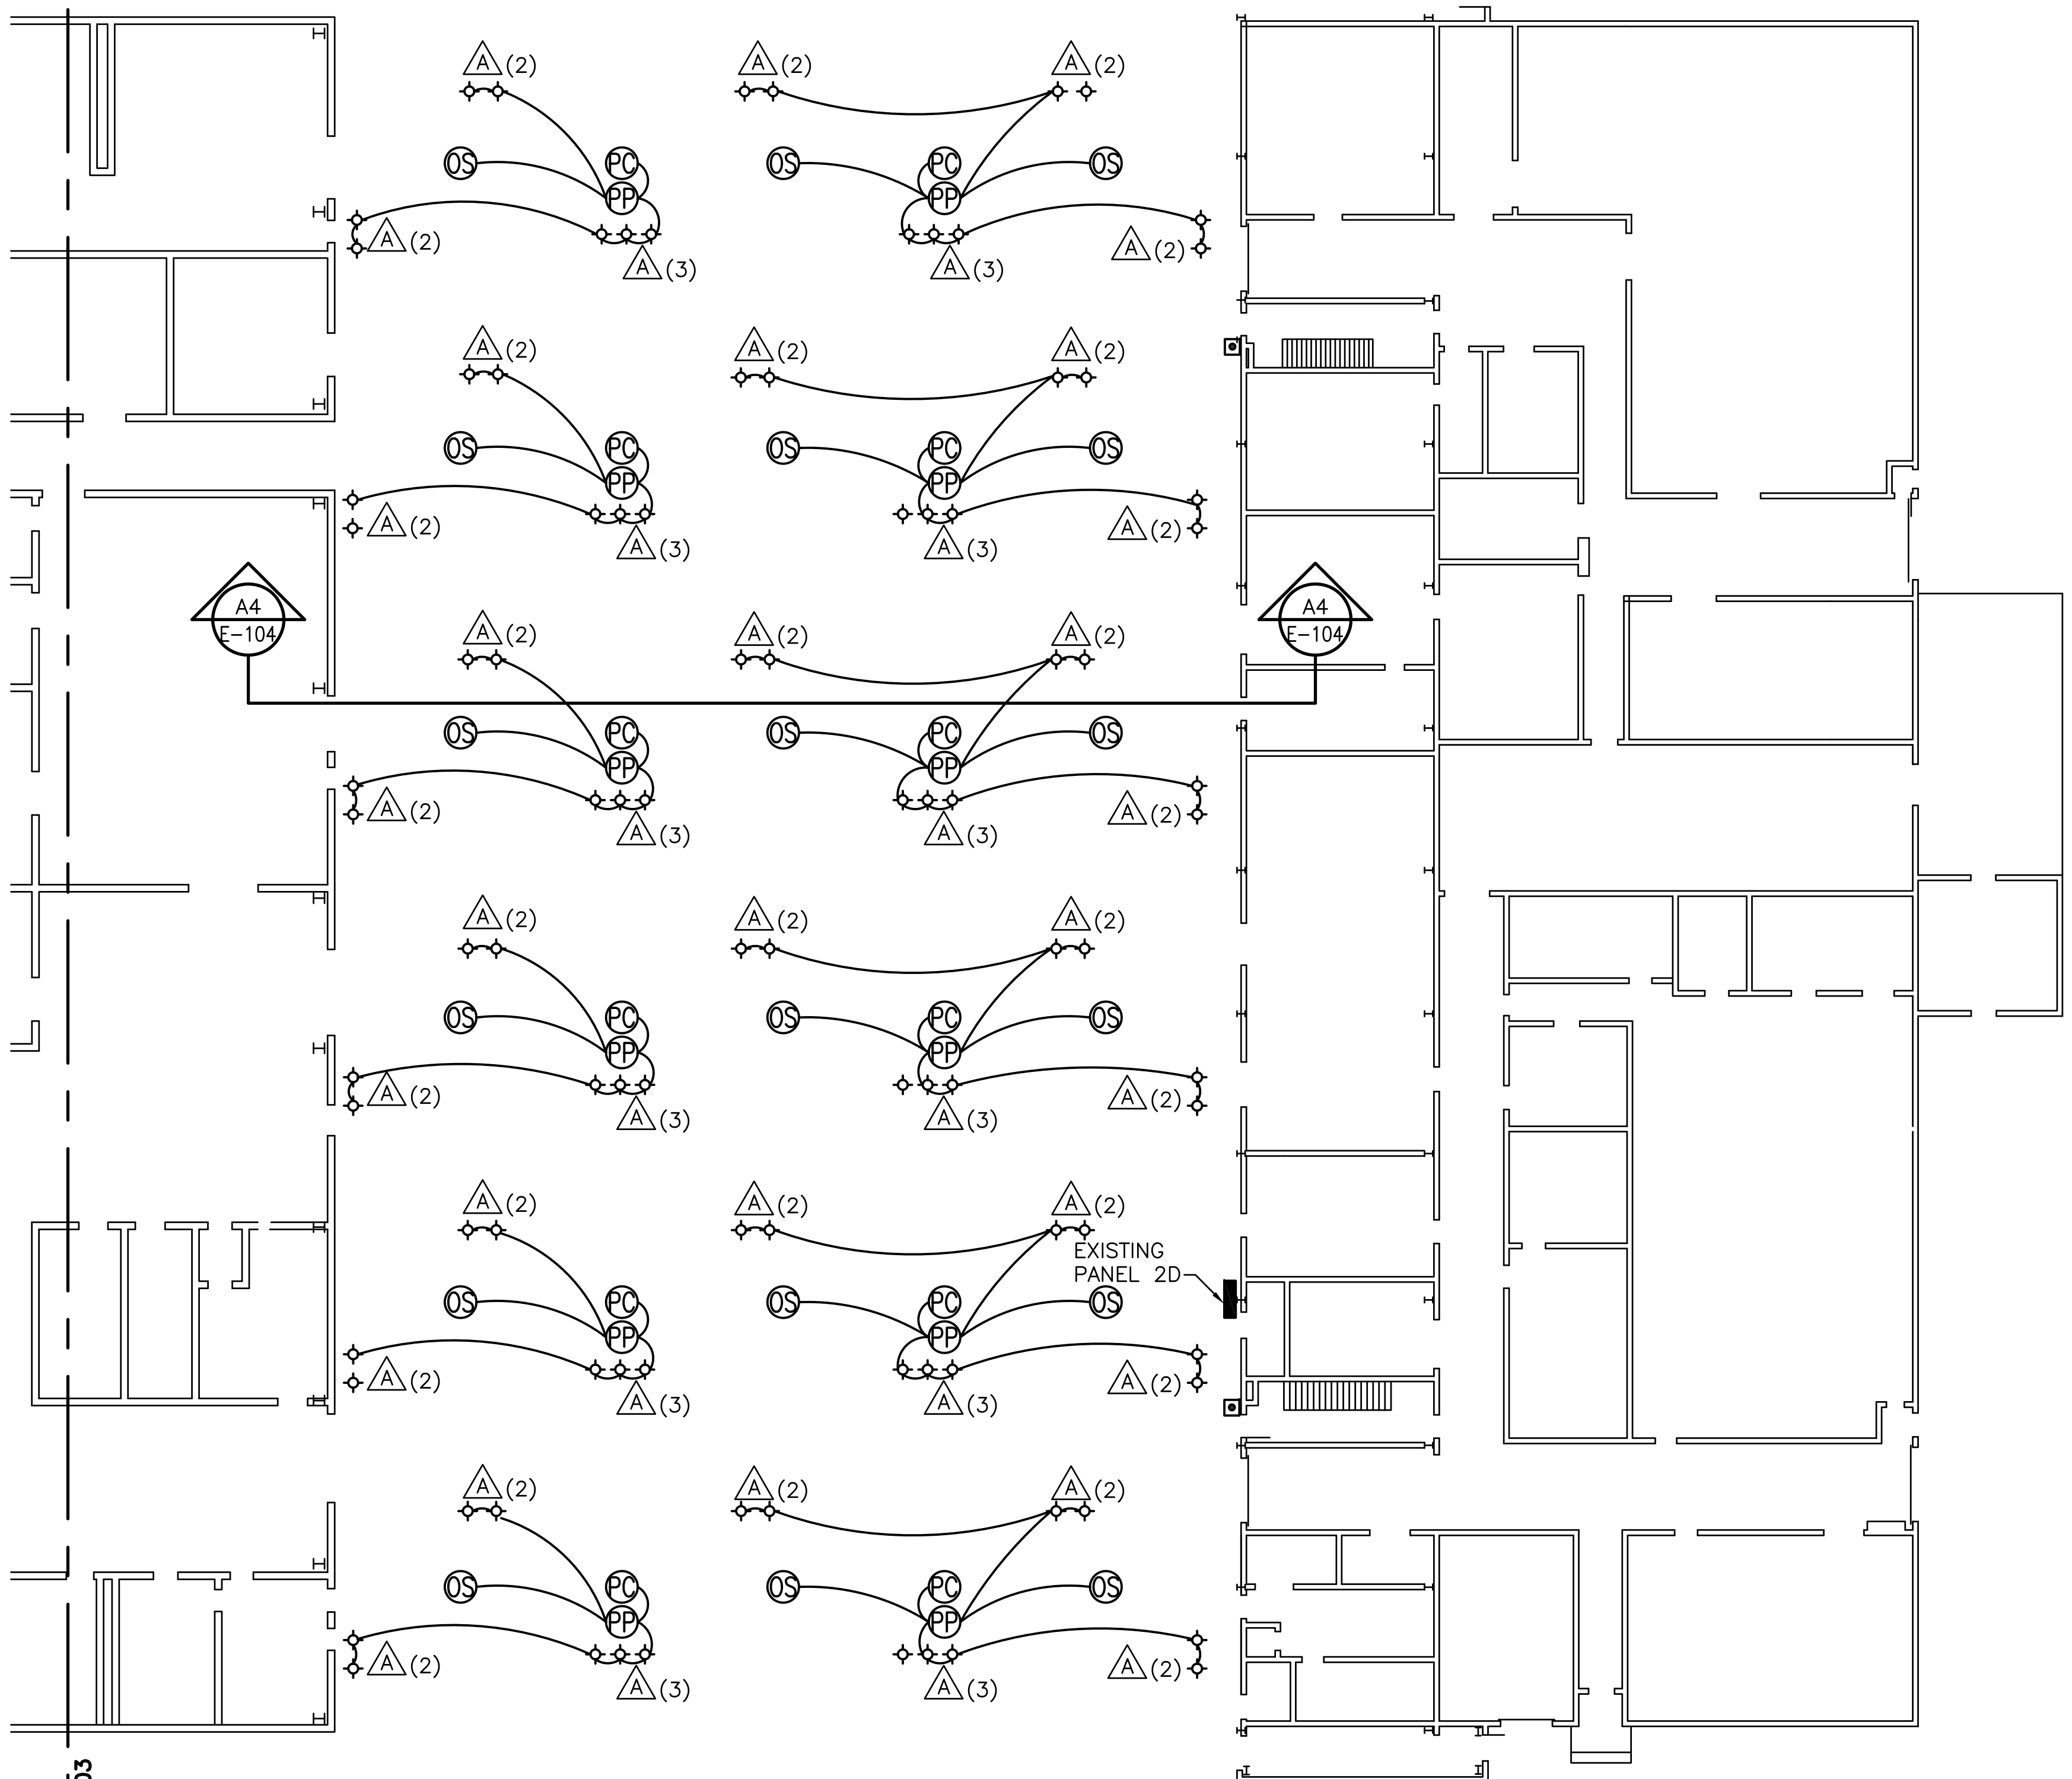 A (2) A (2) A (2)
OS PC OS PC OS
PP PP
A (2) A (3) A (3) A (2)
A (2) A (2) A (2)
OS PC OS PC OS
PP PP
A (2) A (3) A (3) A (2)
A4 A4
E-104 E-104
A (2) A (2) A (2)
OS PC OS PC OS
PP PP
A (2) A (3) A (3) A (2)
A (2) A (2) A (2)
OS PC OS PC OS
PP PP
A (2) A (3) A (3) A (2)
A (2) A (2) A (2)
EXISTING
PANEL 2D
OS PC OS PC OS
PP PP
A (2) A (3) A (3) A (2)
A (2) A (2) A (2)
OS PC OS PC OS
PP PP
A (2) A (3) A (3) A (2)